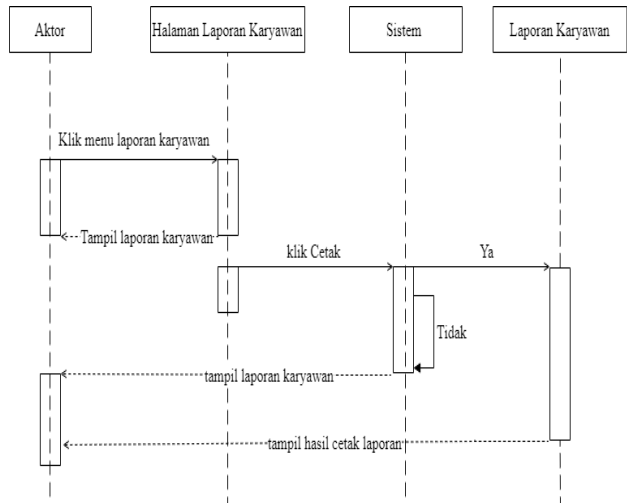 Aktor
Halaman Laporan Karyawan
Sistem
Laporan Karyawan
Klik menu laporan karyawan
Tampil laporan karyawan
klik Cetak
Ya
Tidak
tampil laporan karyawan
tampil hasil cetak laporan